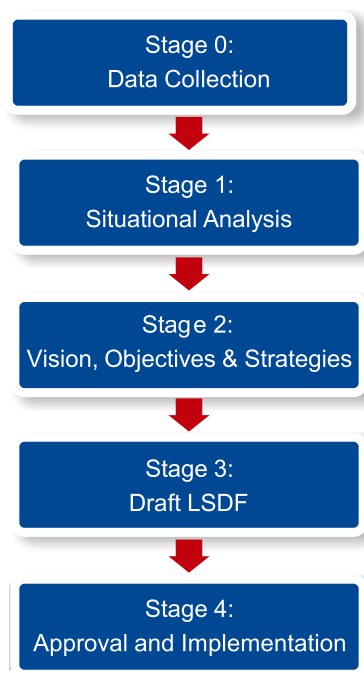 Stage 0:
Data Collection
Stage 1:
Situational Analysis
Stage 2:
Vision, Objectives & Strategies
Stage 3:
Draft LSDF
Stage 4:
Approval and Implementation